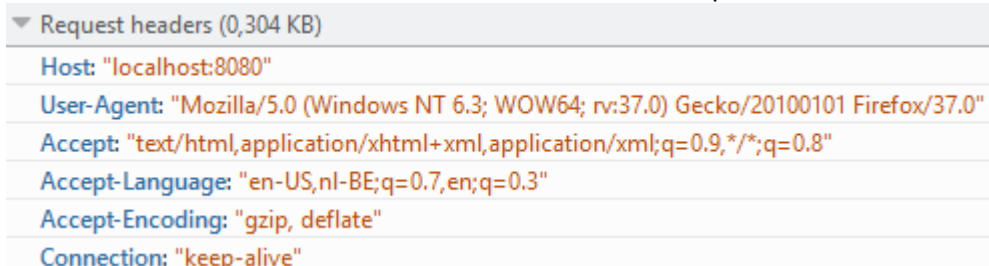 Request headers (0,304 KB)
Host: "localhost:8080"
User-Agent: "Mozilla/5.0 (Windows NT 6.3; WOW64; rv:37.0) Gecko/20100101 Firefox/37.0"
Accept: "text/html,application/xhtml+xml,application/xml;q=0.9,*/*;q=0.8"
Accept-Language: "en-US,nl-BE;q=0.7,en;q=0.3"
Accept-Encoding: "gzip, deflate"
Connection: "keep-alive"